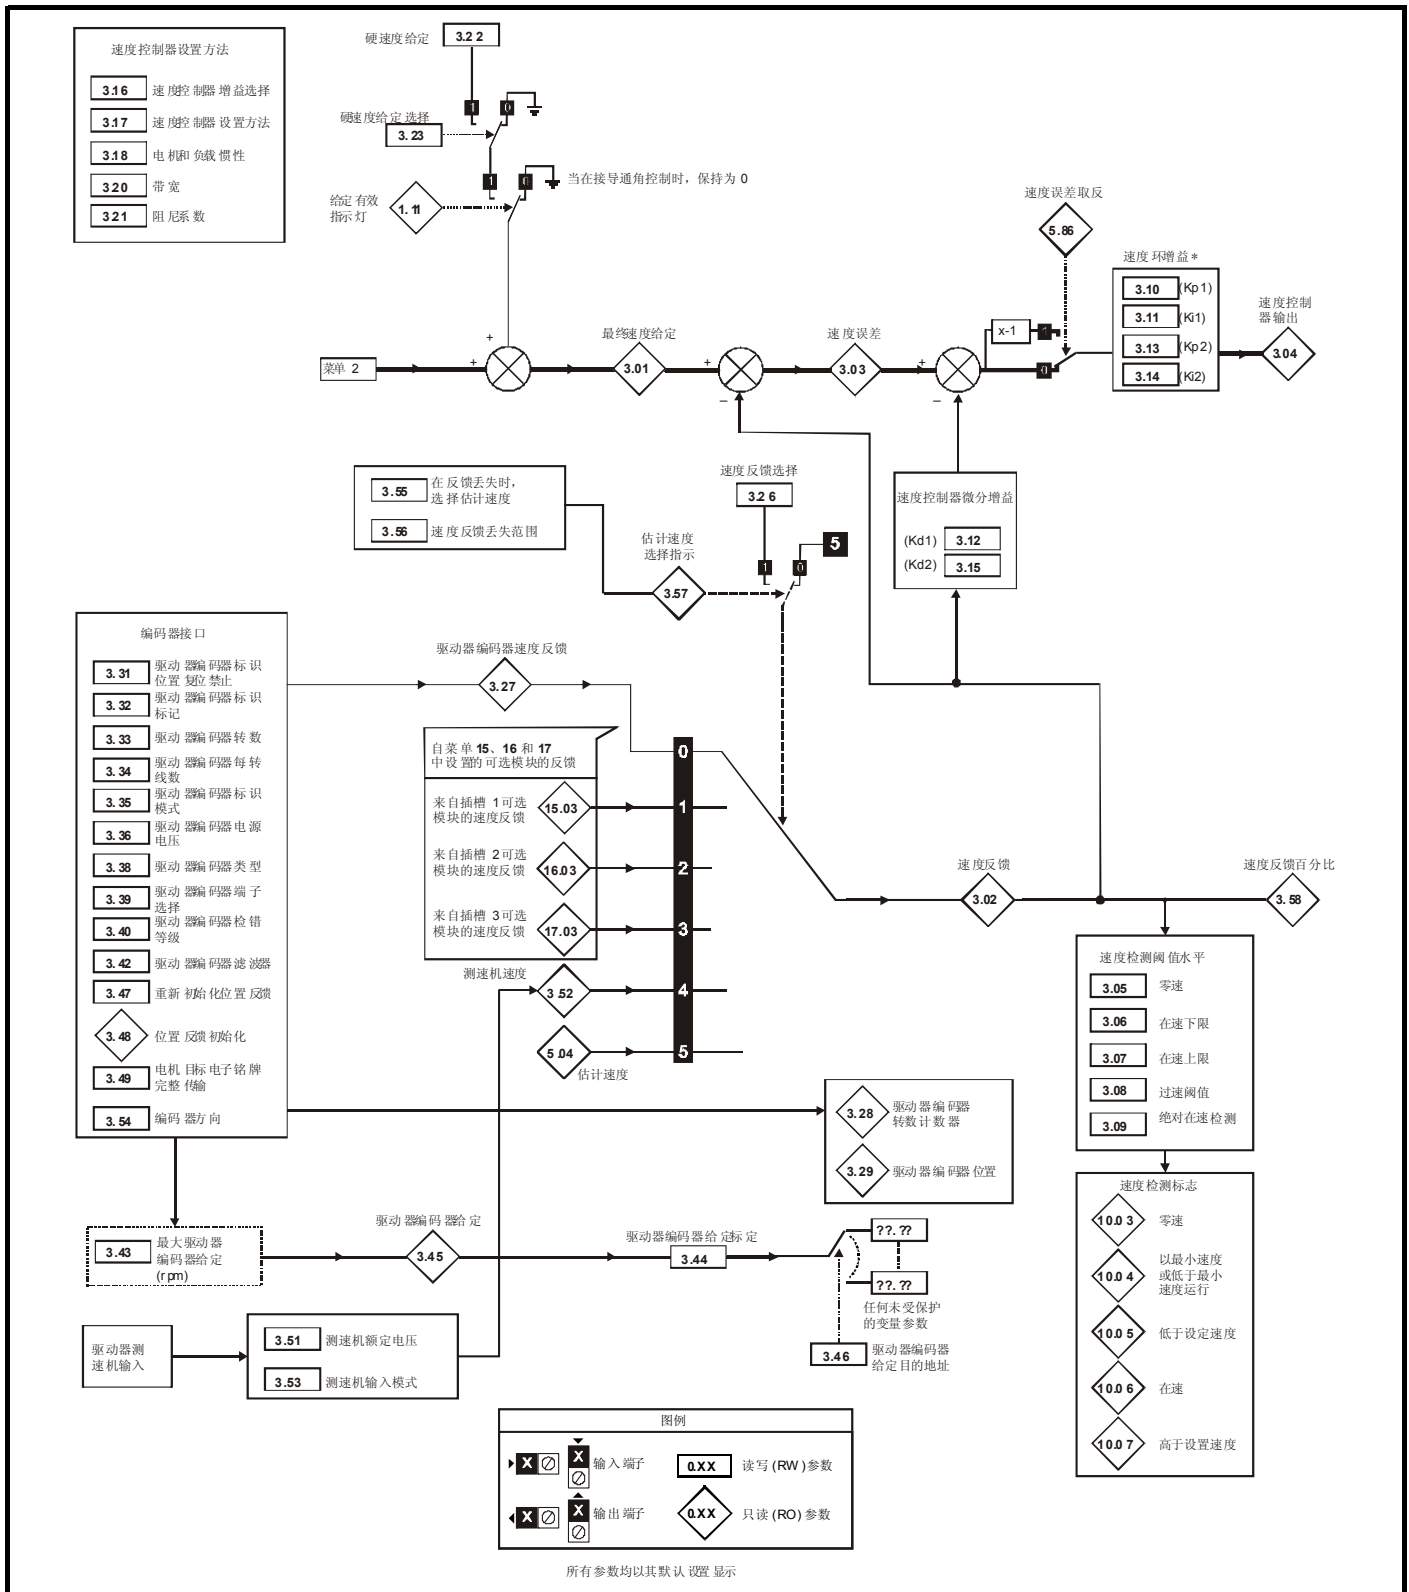 速度控制器设置方法
3.16 速度控制器增益选择
3.17 速度控制器设置方法
3.18 电机和负载惯性
3.20 带宽
3.21 阻尼系数
硬速度给定 3.22
1 0
硬速度给定选择
3.23
1 0
当在接导通角控制时，保持为 0
给定有效
指示灯
1.11
速度误差取反
5.86
菜单 2
+
+
最终速度给定
3.01
+
–
速度误差
3.03
+
–
x-1
1
0
速度环增益*
3.10 (Kp1)
3.11 (Ki1)
3.13 (Kp2)
3.14 (Ki2)
速度控制
器输出
3.04
3.55 在反馈丢失时，
选择估计速度
3.56 速度反馈丢失范围
速度反馈选择
3.26
1 0
5
估计速度
选择指示
3.57
速度控制器微分增益
(Kd1) 3.12
(Kd2) 3.15
编码器接口
3.31 驱动器编码器标识
位置复位禁止
3.32 驱动器编码器标识
标记
3.33 驱动器编码器转数
3.34 驱动器编码器每转
线数
3.35 驱动器编码器标识
模式
3.36 驱动器编码器电源
电压
3.38 驱动器编码器类型
3.39 驱动器编码器端子
选择
3.40 驱动器编码器检错
等级
3.42 驱动器编码器滤波器
3.47 重新初始化位置反馈
3.48 位置反馈初始化
3.49 电机目标电子铭牌
完整传输
3.54 编码器方向
驱动器编码器速度反馈
3.27
自菜单 15、16 和 17
中设置的可选模块的反馈
来自插槽 1可选
模块的速度反馈
15.03
来自插槽 2可选
模块的速度反馈
16.03
来自插槽 3可选
模块的速度反馈
17.03
测速机速度
3.52
5.04
估计速度
0
1
2
3
4
5
速度反馈
3.02
速度反馈百分比
3.58
速度检测阈值水平
3.05 零速
3.06 在速下限
3.07 在速上限
3.08 过速阈值
3.09 绝对在速检测
3.28 驱动器编码器
转数计数器
3.29 驱动器编码器位置
速度检测标志
10.03 零速
10.04 以最小速度
或低于最小
速度运行
10.05 低于设定速度
10.06 在速
10.07 高于设置速度
3.43 最大驱动器
编码器给定
(rpm)
驱动器编码器给定
3.45
驱动器编码器给定标定
3.44
??.??
??.??
任何未受保护
的变量参数
3.46 驱动器编码器
给定目的地址
驱动器测
速机输入
3.51 测速机额定电压
3.53 测速机输入模式
图例
X X 输入端子 0.XX 读写(RW)参数
X X 输出端子 0.XX 只读(RO)参数
所有参数均以其默认设置显示